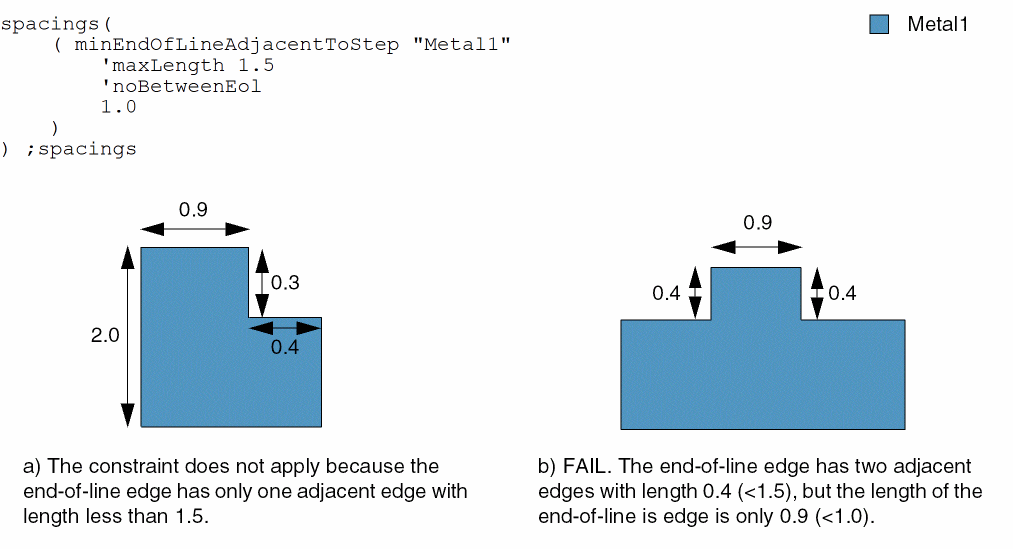 spacings(
( minEndOfLineAdjacentToStep "Metal1"
'maxLength 1.5
'noBetweenEol
1.0
)
) ;spacings
Metal1
0.9
0.3
2.0
0.4
a) The constraint does not apply because the
end-of-line edge has only one adjacent edge with
length less than 1.5.
0.9
0.4
0.4
b) FAIL. The end-of-line edge has two adjacent
edges with length 0.4 (<1.5), but the length of the
end-of-line is edge is only 0.9 (<1.0).